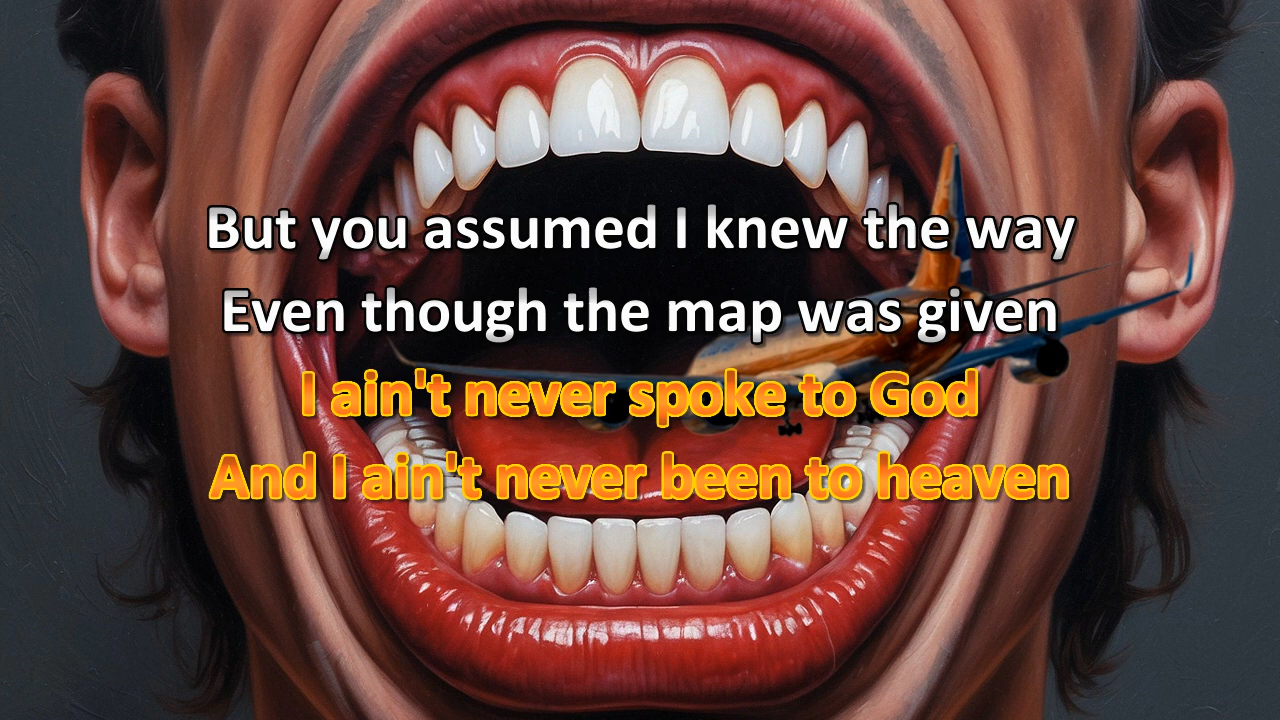 But you assumed I knew the way
Even though the map was given
I ain't never spoke to God
And I ain't never been to heaven